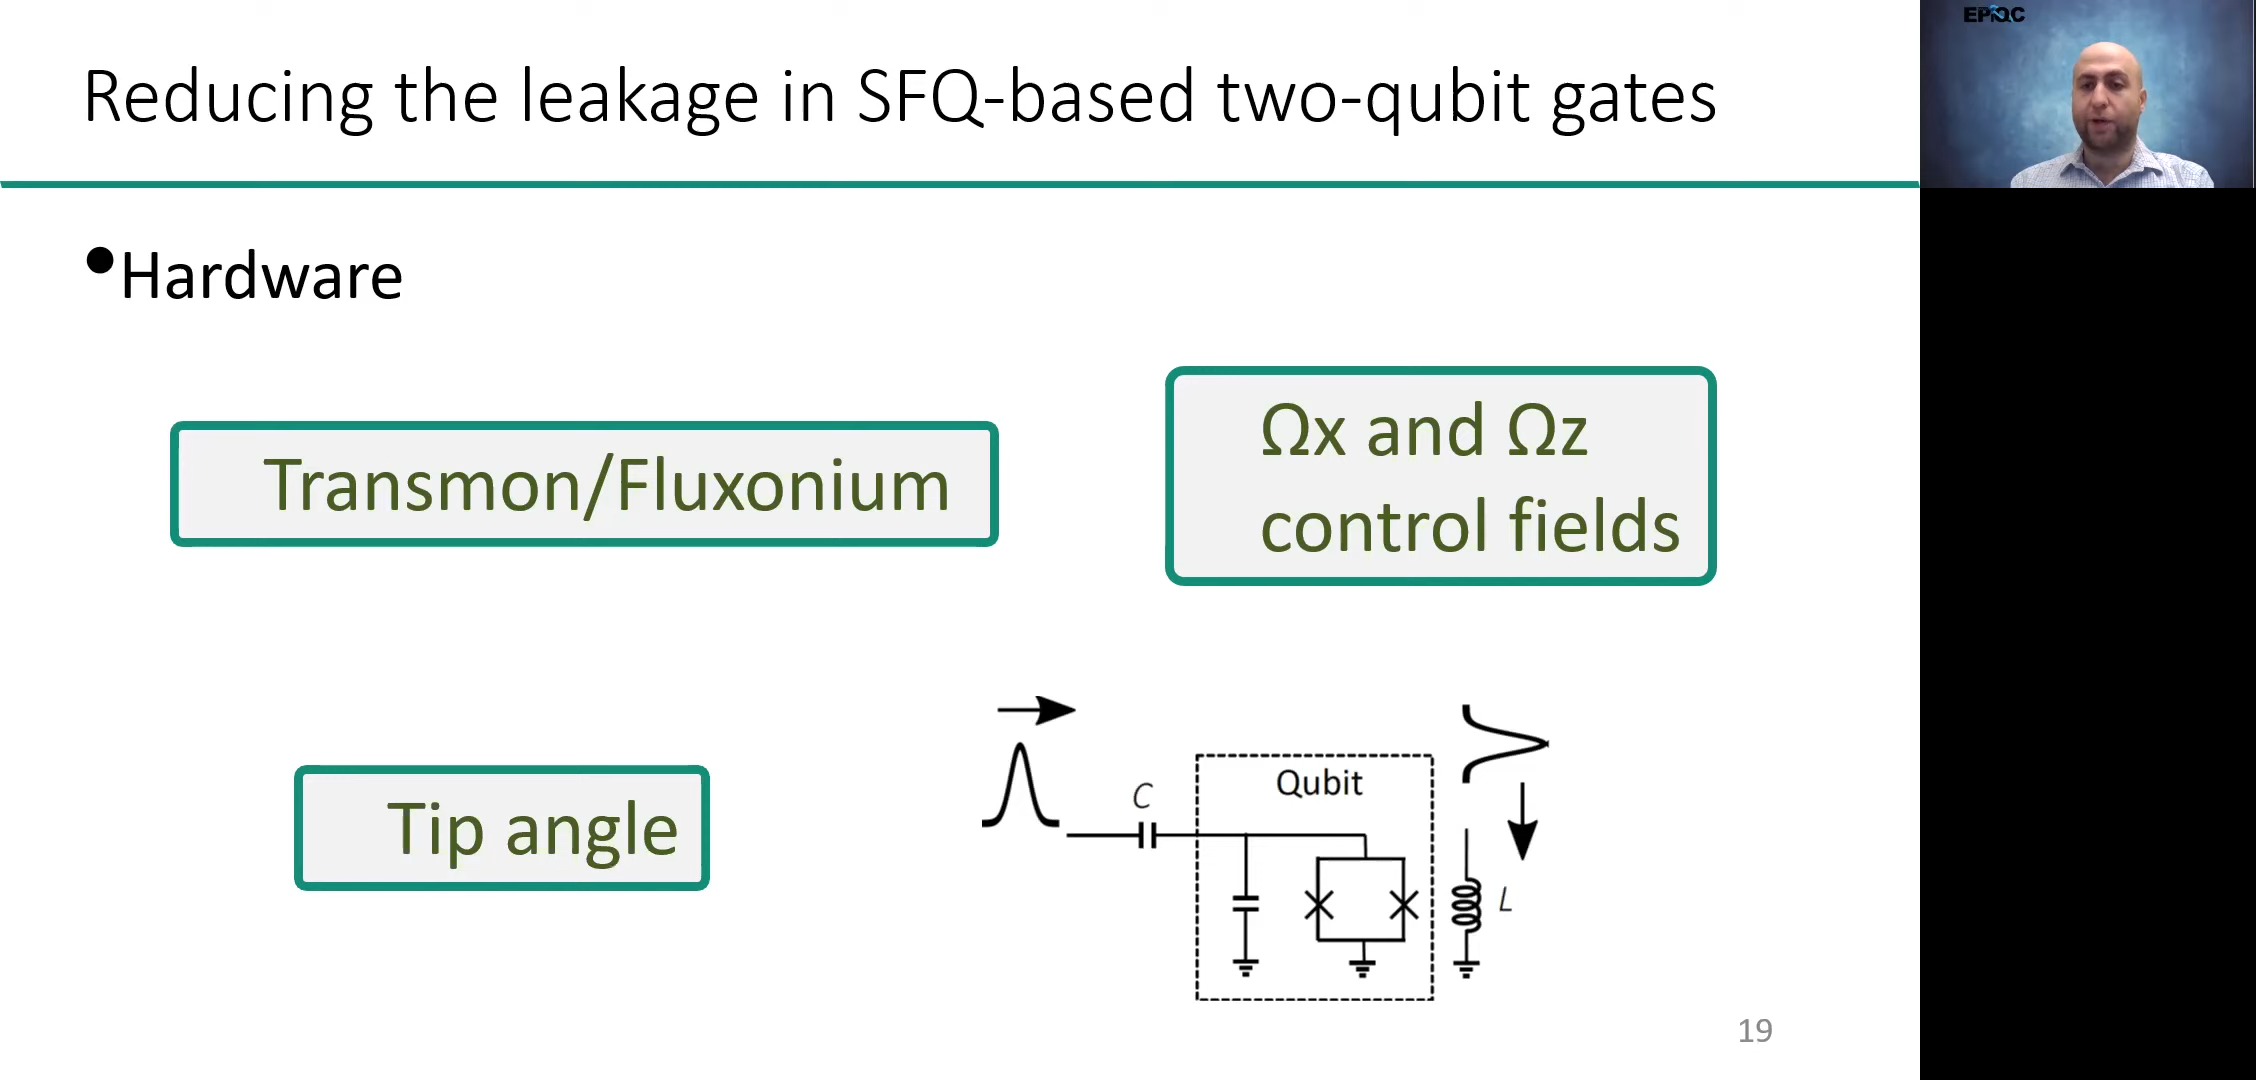 Reducing the leakage in SFQ-based two-qubit gates
EPiQC
•Hardware
Transmon/Fluxonium
Ωx and Ωz
control fields
Tip angle
C
Qubit
L
19